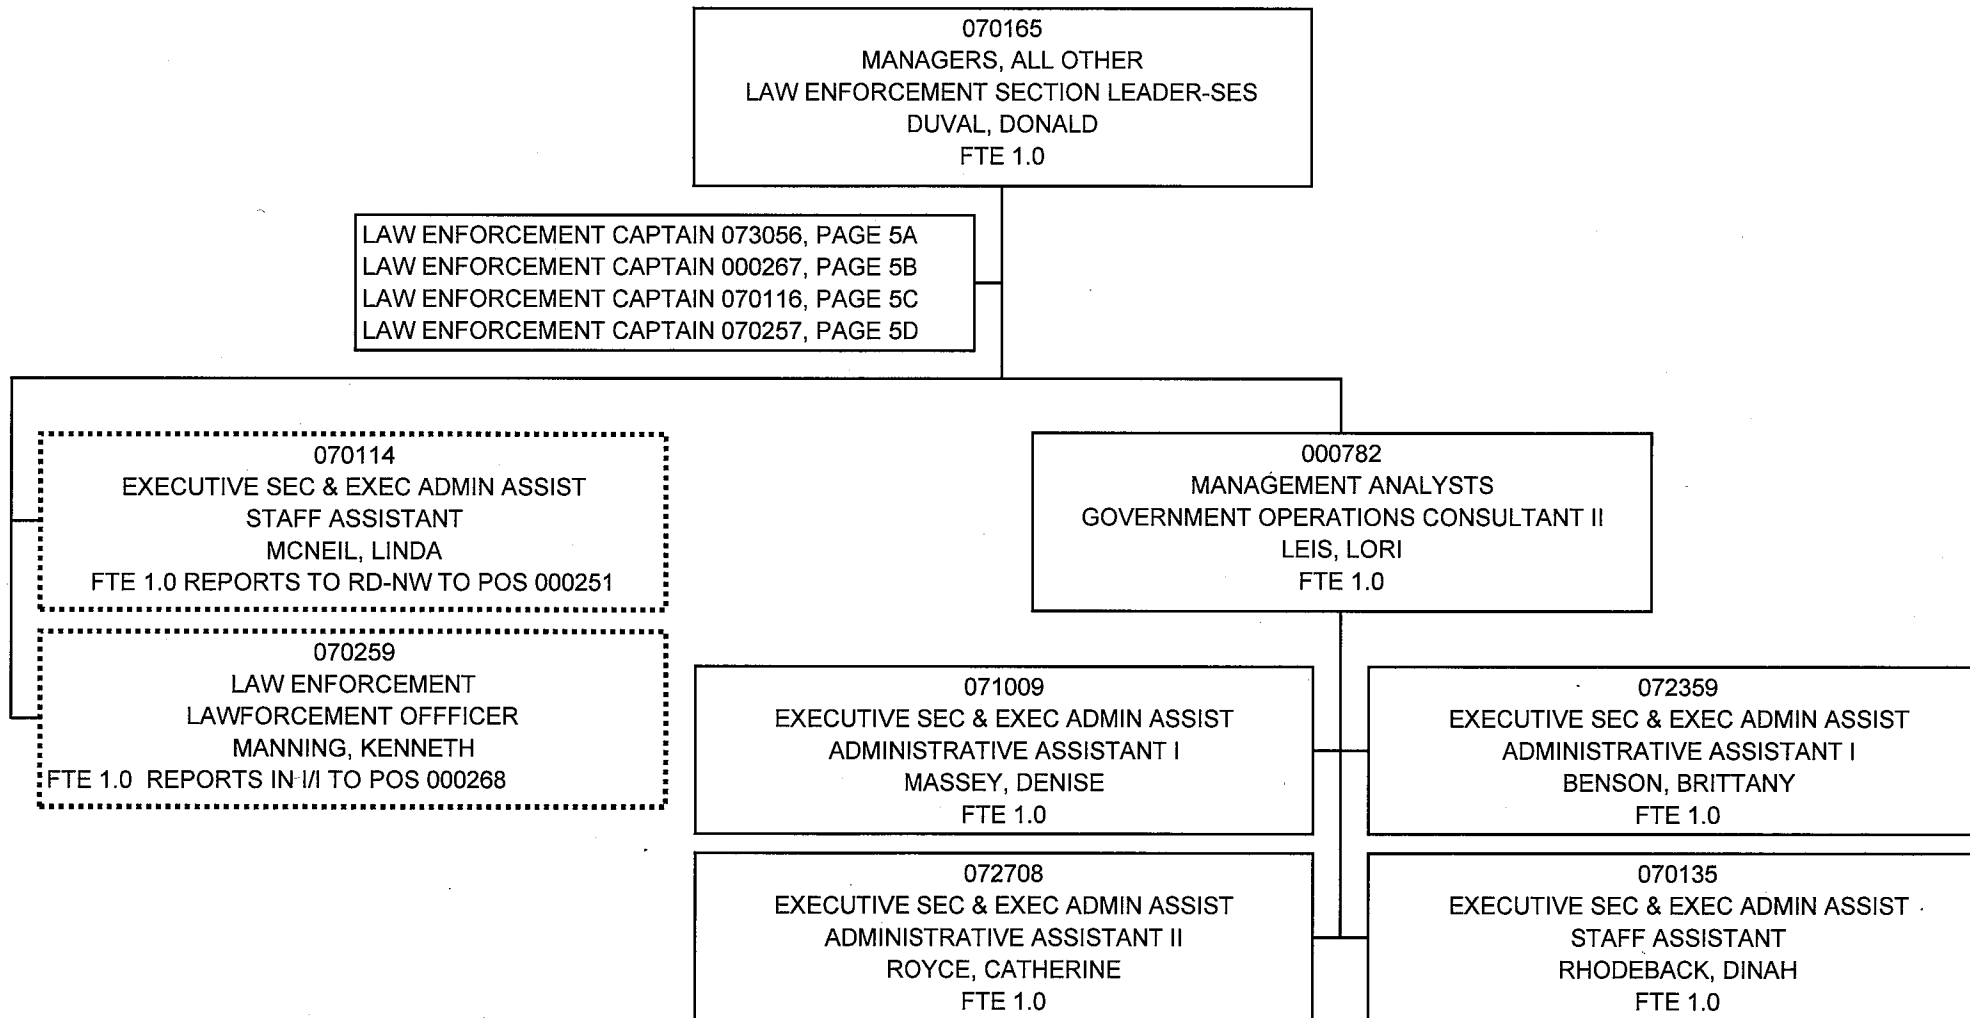 070165
MANAGERS, ALL OTHER
LAW ENFORCEMENT SECTION LEADER-SES
DUVAL, DONALD
FTE 1.0
LAW ENFORCEMENT CAPTAIN 073056, PAGE 5A
LAW ENFORCEMENT CAPTAIN 000267, PAGE 5B
LAW ENFORCEMENT CAPTAIN 070116, PAGE 5C
LAW ENFORCEMENT CAPTAIN 070257, PAGE 5D
070114
EXECUTIVE SEC & EXEC ADMIN ASSIST
STAFF ASSISTANT
MCNEIL, LINDA
FTE 1.0 REPORTS TO RD-NW TO POS 000251
070259
LAW ENFORCEMENT
LAWFORCEMENT OFFFICER
MANNING, KENNETH
FTE 1.0 REPORTS IN I/I TO POS 000268
000782
MANAGEMENT ANALYSTS
GOVERNMENT OPERATIONS CONSULTANT II
LEIS, LORI
FTE 1.0
071009
EXECUTIVE SEC & EXEC ADMIN ASSIST
ADMINISTRATIVE ASSISTANT I
MASSEY, DENISE
FTE 1.0
072359
EXECUTIVE SEC & EXEC ADMIN ASSIST
ADMINISTRATIVE ASSISTANT I
BENSON, BRITTANY
FTE 1.0
072708
EXECUTIVE SEC & EXEC ADMIN ASSIST
ADMINISTRATIVE ASSISTANT II
ROYCE, CATHERINE
FTE 1.0
070135
EXECUTIVE SEC & EXEC ADMIN ASSIST
STAFF ASSISTANT
RHODEBACK, DINAH
FTE 1.0